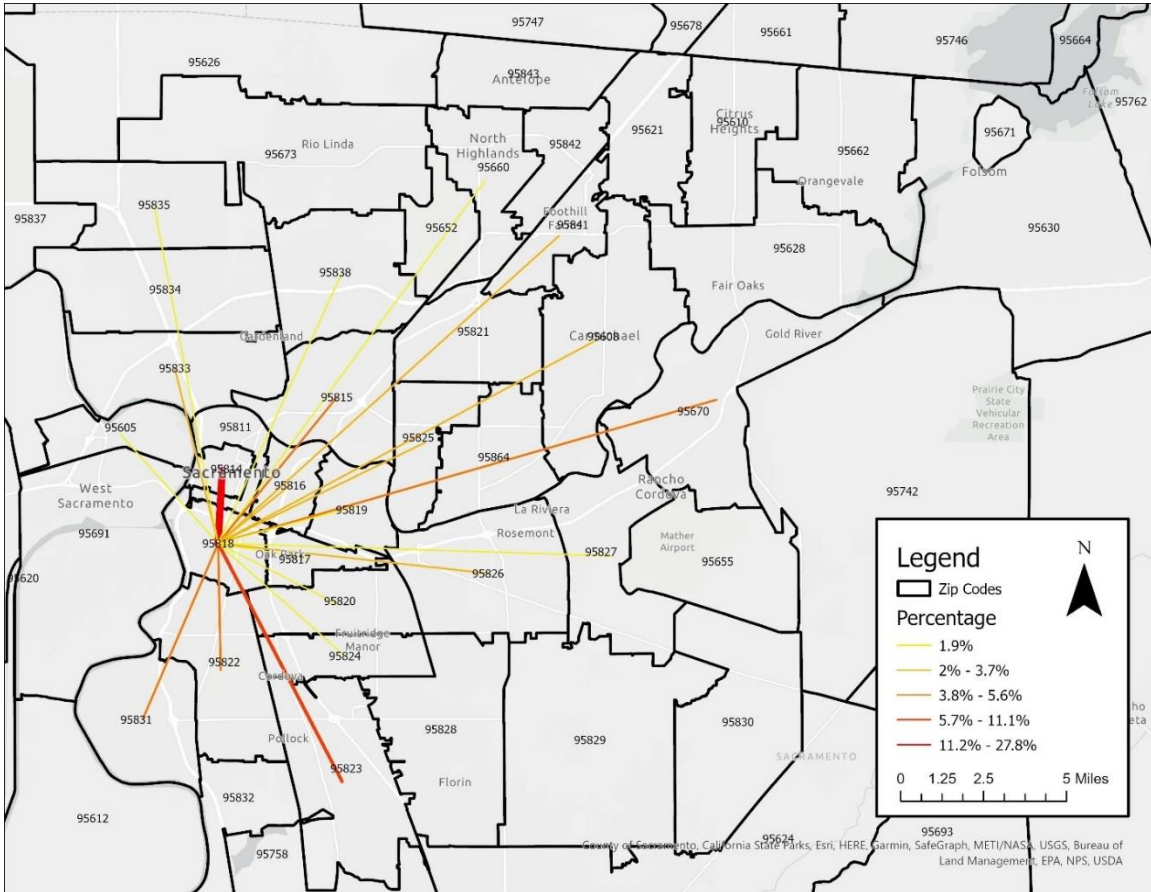 95747
95678
95661
95746
95664
95626
95843
Antelope
Folsom
Lake
95762
95621
Citrus
95610
Heights
95671
Rio Linda
95673
North
Highlands
95660
95842
95662
Orangevale
Folsom
95837
95835
95652
Foothill
95841
95630
95628
95834
95838
Fair Oaks
Gardenland
95821
Carmichael
95608
Gold River
95833
95815
95670
Prairie City
State
Vehicular
Recreation
Area
95605
95811
95825
95864
95814
Sacramento
95816
West
Sacramento
Rancho
Cordova
95742
95819
La Riviera
Rosemont
95691
95818
Oak Park
95817
95827
Mather
Airport
95655
95620
95826
95820
Fruitridge
Manor
95824
95822
Cordova
95831
95828
95830
Pollock
95829
SACRAMENTO
95823
Florin
95832
95612
95758
95624
95693
Legend
N
Zip Codes
Percentage
1.9%
2% - 3.7%
3.8% - 5.6%
5.7% - 11.1%
11.2% - 27.8%
0 1.25 2.5 5 Miles
County of Sacramento, California State Parks, Esri, HERE, Garmin, SafeGraph, METI/NASA, USGS, Bureau of
Land Management, EPA, NPS, USDA